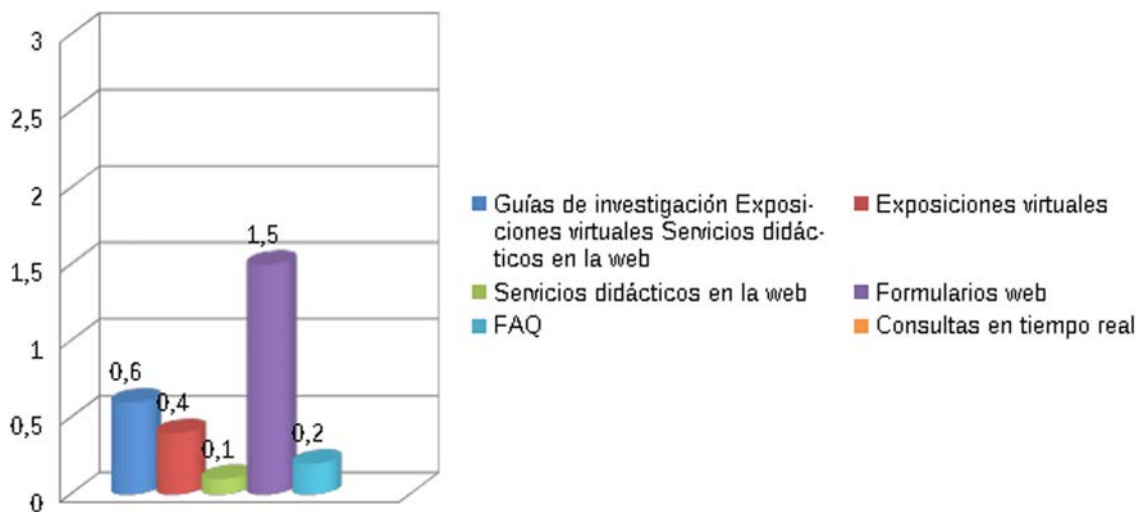 3
2,5
2
1,5
1
0,5
0
0,6
0,4
0,1
1,5
0,2
Guías de investigación Exposi-
ciones virtuales Servicios didác-
ticos en la web
Exposiciones virtuales
Servicios didácticos en la web
Formularios web
FAQ
Consultas en tiempo real